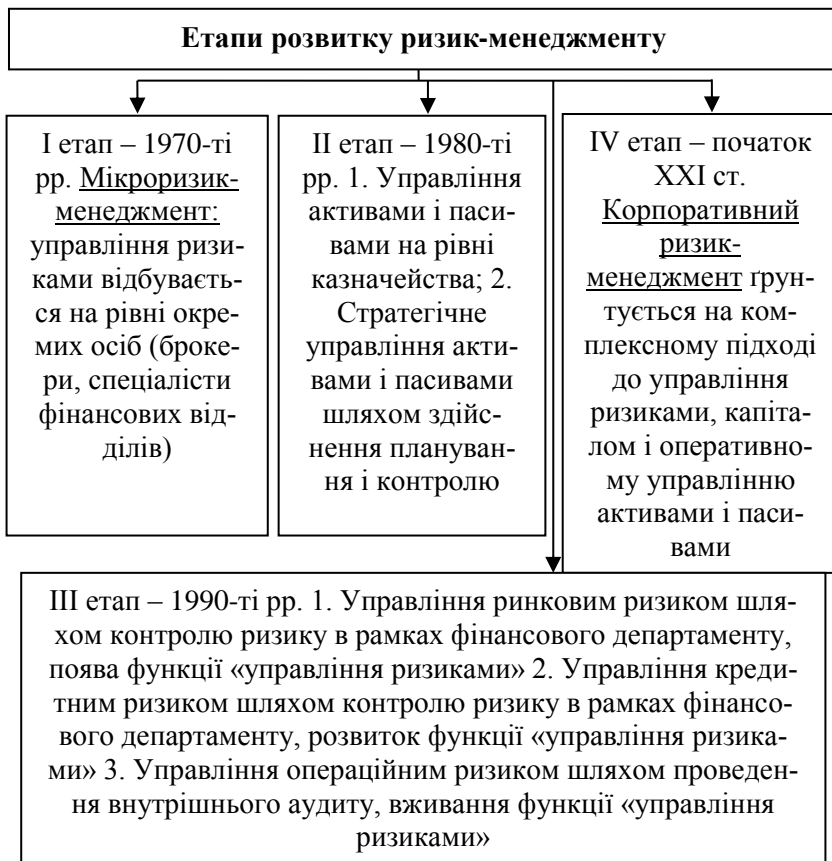 Етапи розвитку ризик-менеджменту
І етап – 1970-ті
рр. Мікроризик-
менеджмент:
управління ризи-
ками відбуваєть-
ся на рівні окре-
мих осіб (броке-
ри, спеціалісти
фінансових від-
ділів)
ІІ етап – 1980-ті
рр. 1. Управління
активами і паси-
вами на рівні
казначейства; 2.
Стратегічне
управління акти-
вами і пасивами
шляхом здійс-
нення плануван-
ня і контролю
IV етап – початок
ХХІ ст.
Корпоративний
ризик-
менеджмент ґрун-
тується на ком-
плексному підході
до управління
ризиками, капіта-
лом і оперативно-
му управлінню
активами і паси-
вами
ІІІ етап – 1990-ті рр. 1. Управління ринковим ризиком шля-
хом контролю ризику в рамках фінансового департаменту,
поява функції «управління ризиками» 2. Управління креди-
тним ризиком шляхом контролю ризику в рамках фінансо-
вого департаменту, розвиток функції «управління ризика-
ми» 3. Управління операційним ризиком шляхом проведен-
ня внутрішнього аудиту, вживання функції «управління
ризиками»